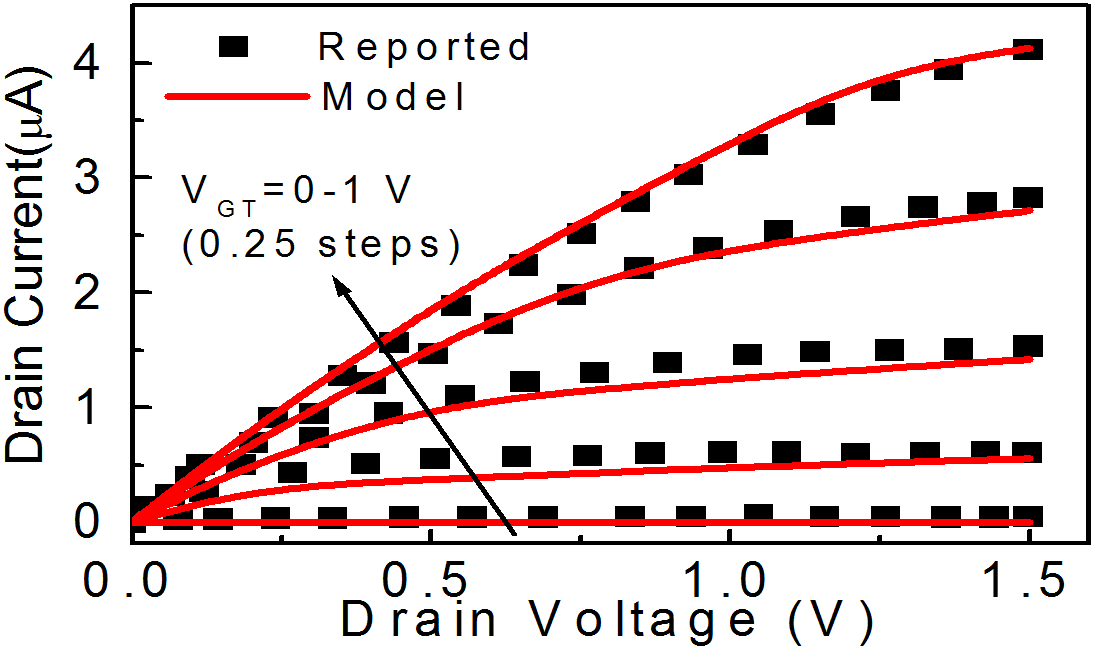 Reported
Model
V_GT=0-1 V
(0.25 steps)
Drain Current(μA)
4
3
2
1
0
0.0 0.5 1.0 1.5
Drain Voltage (V)